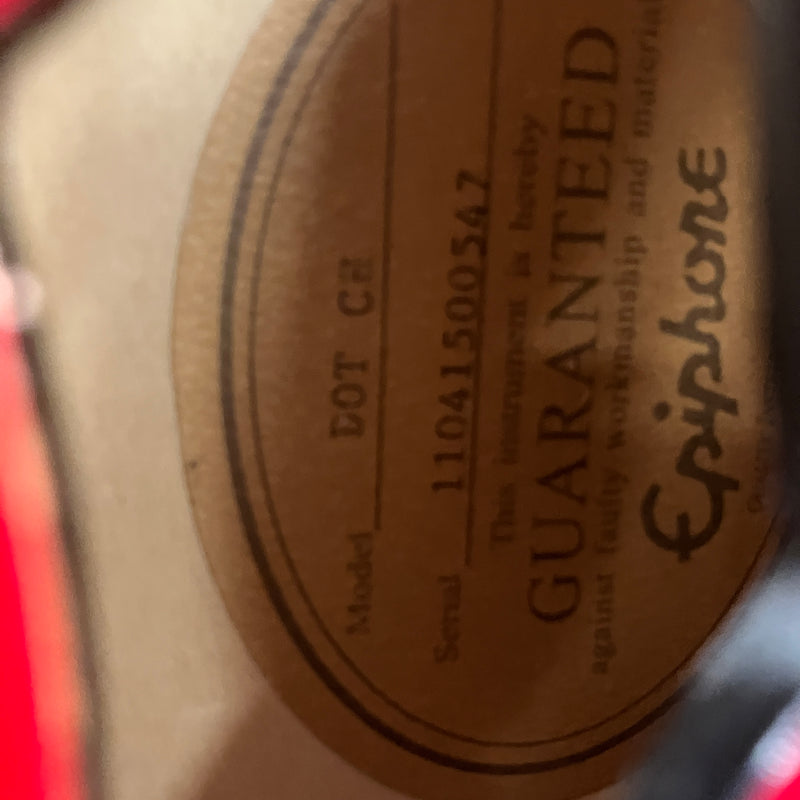 Model DOT CH
Serial 11041500547
This instrument is hereby
GUARANTEED
against faulty workmanship and material
Epiphone